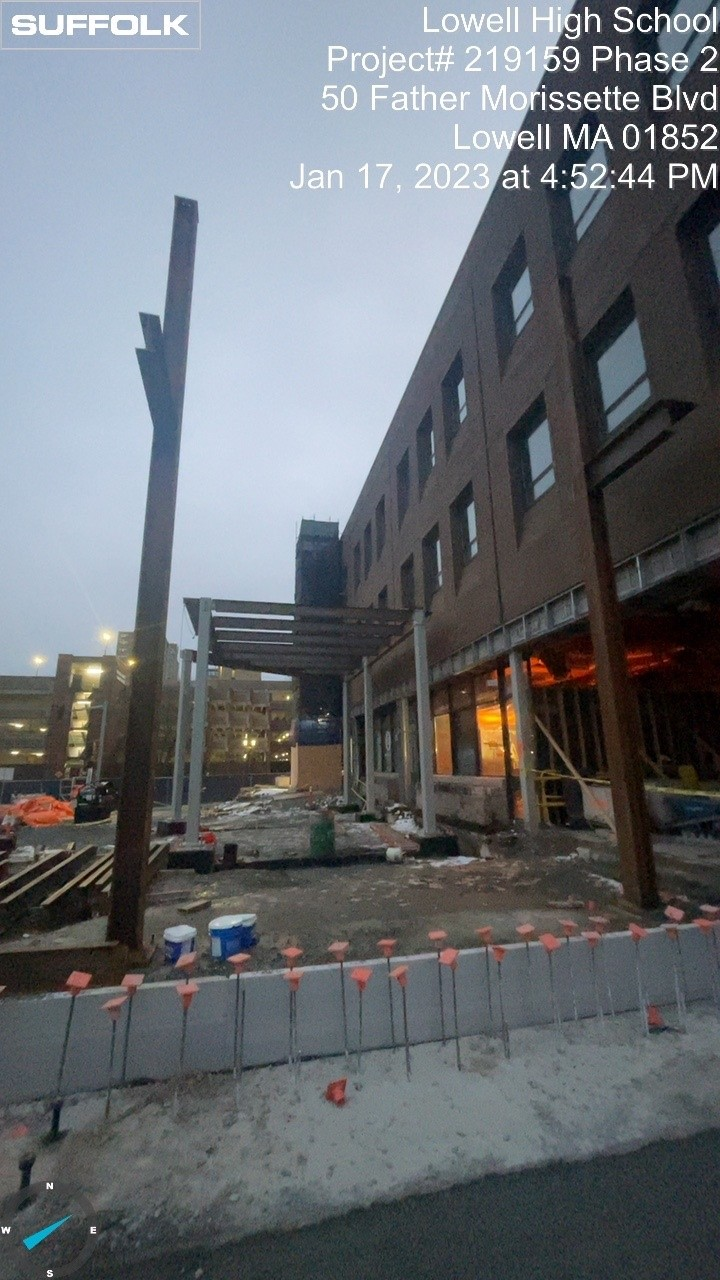 SUFFOLK
Lowell High School
Project# 219159 Phase 2
50 Father Morissette Blvd
Lowell MA 01852
Jan 17, 2023 at 4:52:44 PM
N
W E
S